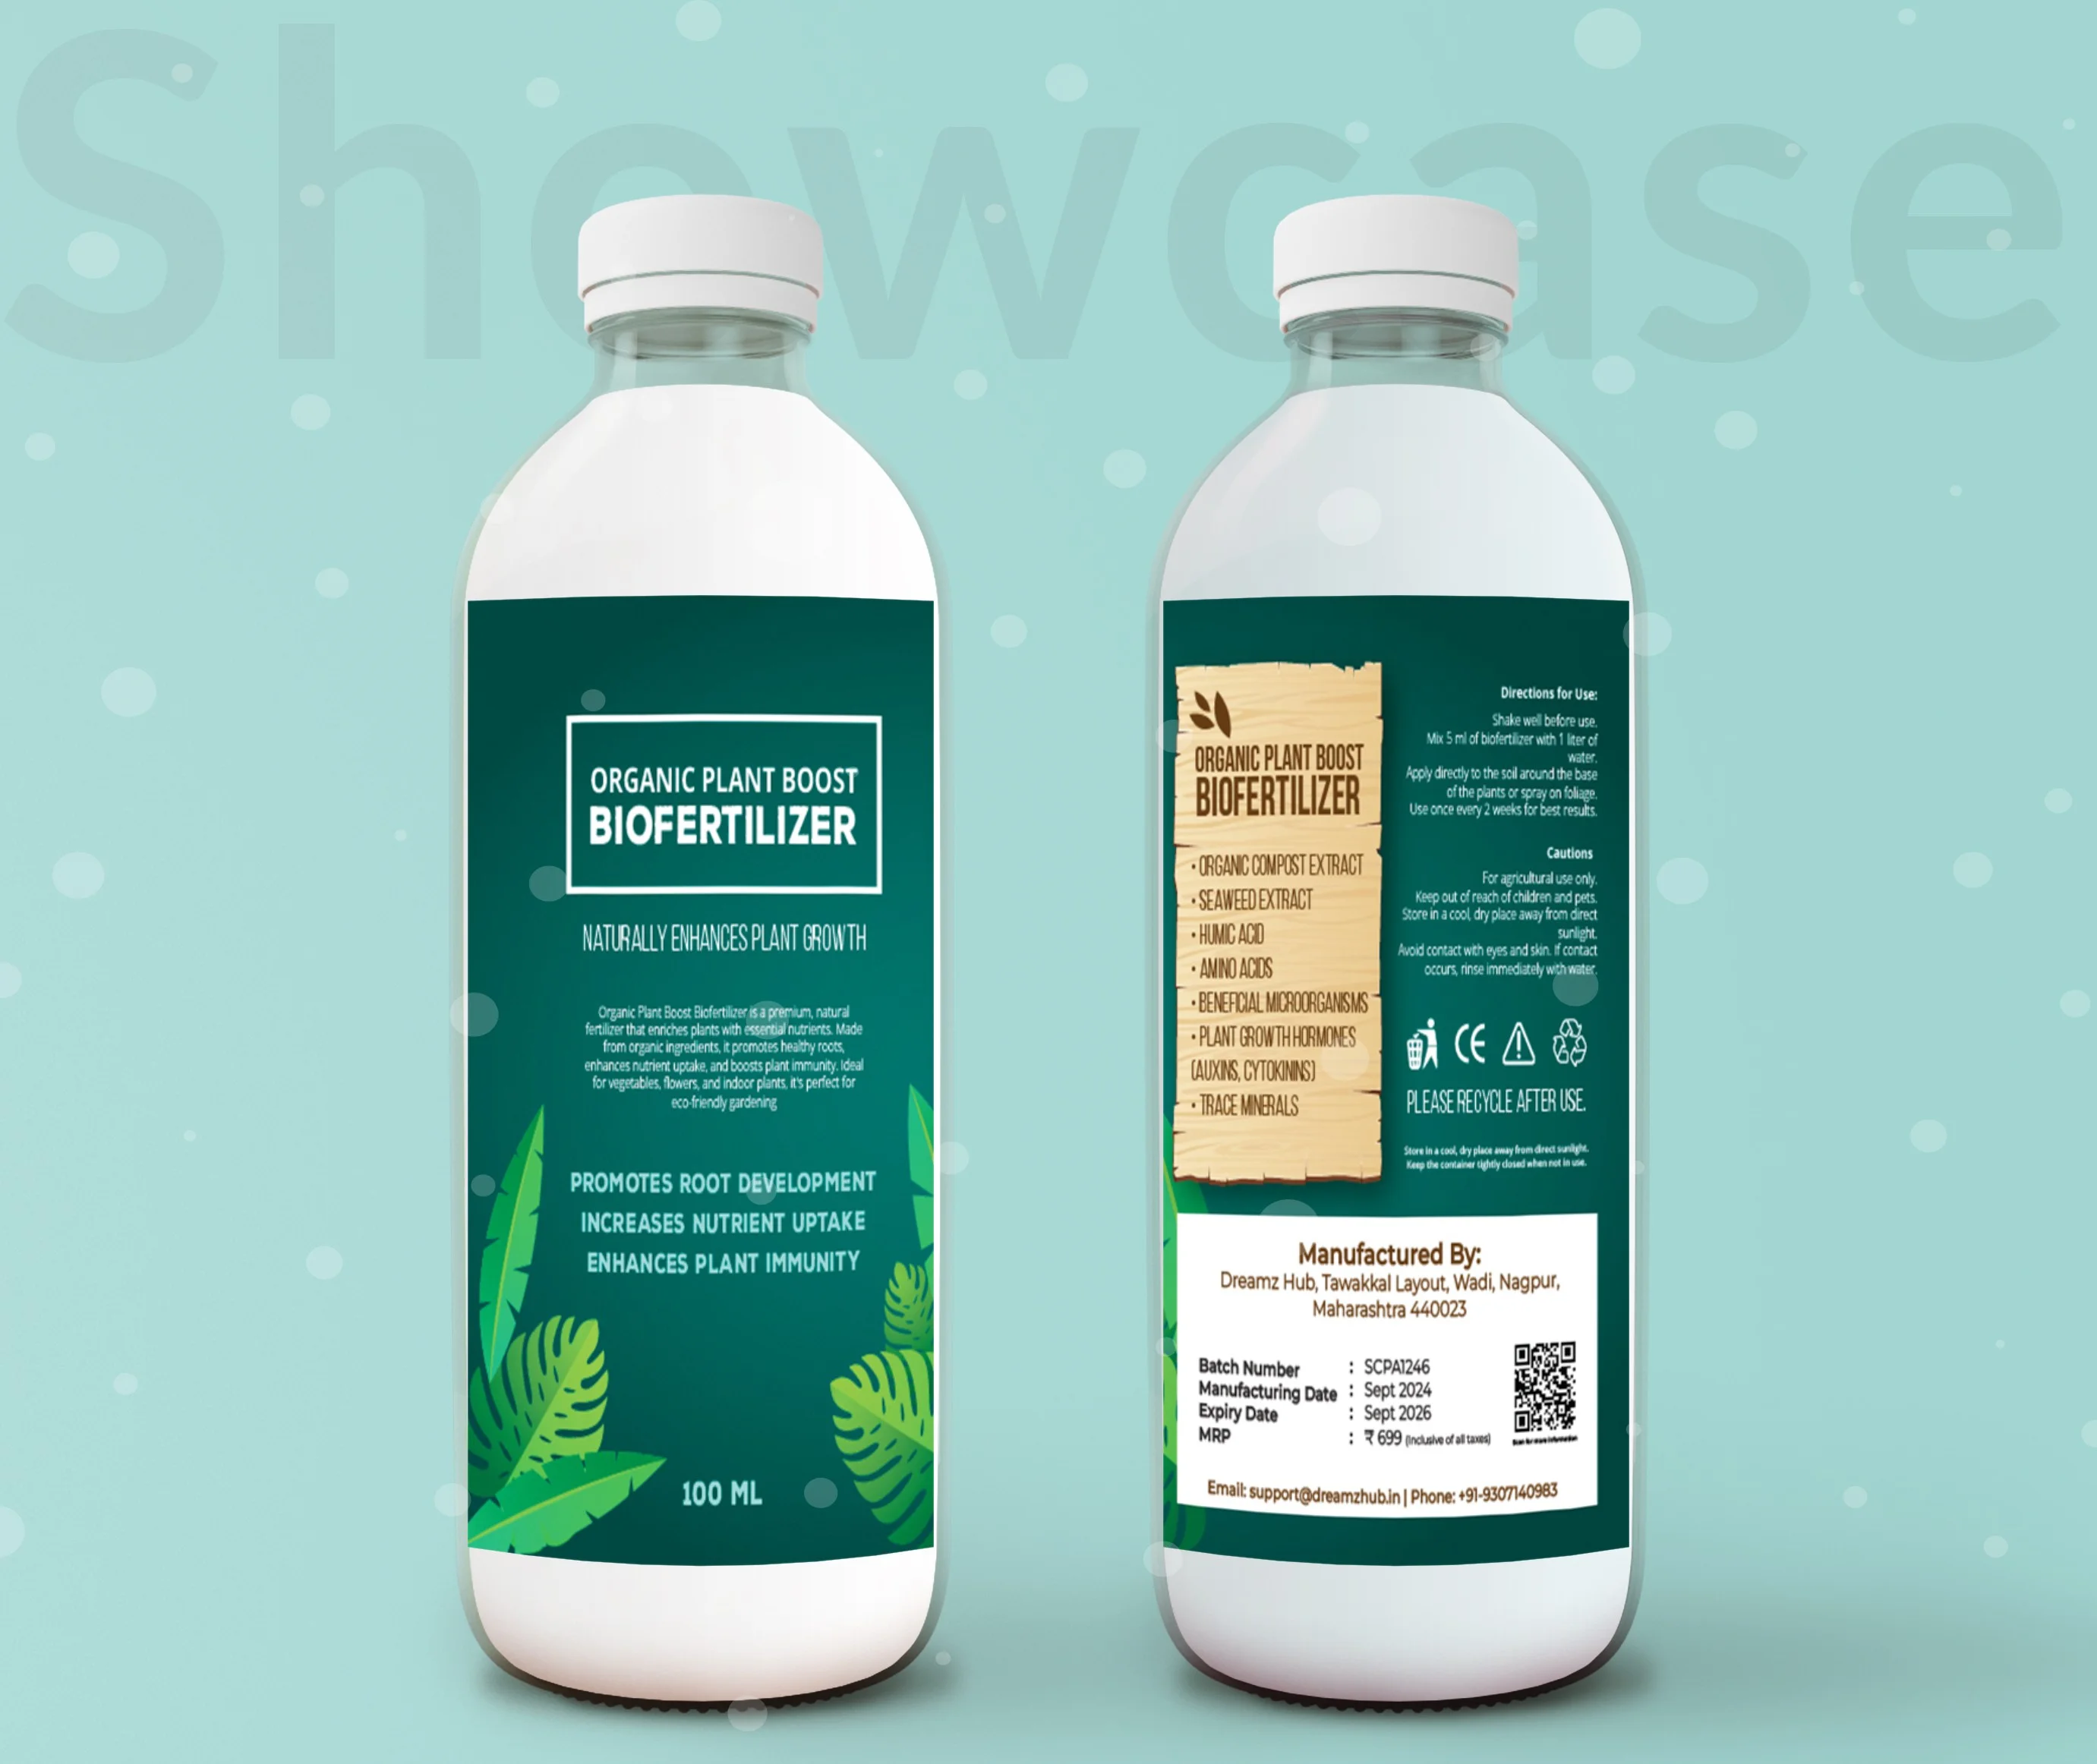 Showcase
ORGANIC PLANT BOOST
BIOFERTILIZER
NATURALLY ENHANCES PLANT GROWTH
Organic Plant Boost Biofertilizer is a premium, natural
fertilizer that enriches plants with essential nutrients. Made
from organic ingredients, it promotes healthy roots,
enhances nutrient uptake, and boosts plant immunity. Ideal
for vegetables, flowers, and indoor plants, it's perfect for
eco-friendly gardening
PROMOTES ROOT DEVELOPMENT
INCREASES NUTRIENT UPTAKE
ENHANCES PLANT IMMUNITY
100 ML
ORGANIC PLANT BOOST
BIOFERTILIZER
• ORGANIC COMPOST EXTRACT
• SEAWEED EXTRACT
• HUMIC ACID
• AMINO ACIDS
• BENEFICIAL MICROORGANISMS
• PLANT GROWTH HORMONES
(AUXINS, CYTOKININS)
• TRACE MINERALS
Directions for Use:
Shake well before use.
Mix 5 ml of biofertilizer with 1 liter of
water.
Apply directly to the soil around the base
of the plants or spray on foliage.
Use once every 2 weeks for best results.
Cautions
For agricultural use only.
Keep out of reach of children and pets.
Store in a cool, dry place away from direct
sunlight.
Avoid contact with eyes and skin. If contact
occurs, rinse immediately with water.
CE
PLEASE RECYCLE AFTER USE.
Store in a cool, dry place away from direct sunlight.
Keep the container tightly closed when not in use.
Manufactured By:
Dreamz Hub, Tawakkal Layout, Wadi, Nagpur,
Maharashtra 440023
Batch Number : SCPA1246
Manufacturing Date : Sept 2024
Expiry Date : Sept 2026
MRP : ₹ 699 (Inclusive of all taxes)
Scan for more information
Email: support@dreamzhub.in | Phone: +91-9307140983